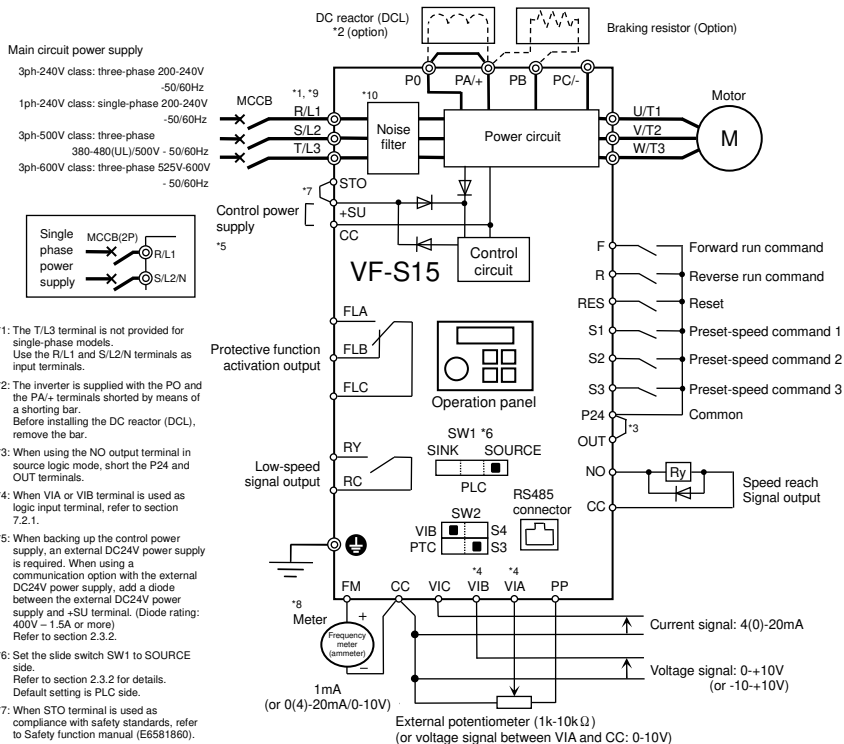 DC reactor (DCL)
*2 (option)
Braking resistor (Option)
Main circuit power supply
3ph-240V class: three-phase 200-240V
-50/60Hz
1ph-240V class: single-phase 200-240V
-50/60Hz
3ph-500V class: three-phase
380-480(UL)/500V - 50/60Hz
3ph-600V class: three-phase 525V-600V
- 50/60Hz
P0
PA/+
PB
PC/-
MCCB
*1, *9
*10
R/L1
S/L2
T/L3
Noise
filter
Power circuit
U/T1
V/T2
W/T3
Motor
M
*7
STO
Control power
supply
*5
+SU
CC
Control
circuit
VF-S15
Single
phase
power
supply
MCCB(2P)
R/L1
S/L2/N
F
Forward run command
R
Reverse run command
RES
Reset
S1
Preset-speed command 1
S2
Preset-speed command 2
S3
Preset-speed command 3
P24
Common
OUT
*3
NO
Ry
CC
Speed reach
Signal output
Protective function
activation output
FLA
FLB
FLC
Operation panel
SW1 *6
SINK
SOURCE
PLC
Low-speed
signal output
RY
RC
SW2
VIB
S4
PTC
S3
RS485
connector
*4
*4
FM
CC
VIC
VIB
VIA
PP
*8
Meter
+
Frequency
meter
(ammeter)
−
1mA
(or 0(4)-20mA/0-10V)
Current signal: 4(0)-20mA
Voltage signal: 0-+10V
(or -10-+10V)
External potentiometer (1k-10kΩ)
(or voltage signal between VIA and CC: 0-10V)
*1: The T/L3 terminal is not provided for
single-phase models.
Use the R/L1 and S/L2/N terminals as
input terminals.
*2: The inverter is supplied with the PO and
the PA/+ terminals shorted by means of
a shorting bar.
Before installing the DC reactor (DCL),
remove the bar.
*3: When using the NO output terminal in
source logic mode, short the P24 and
OUT terminals.
*4: When VIA or VIB terminal is used as
logic input terminal, refer to section
7.2.1.
*5: When backing up the control power
supply, an external DC24V power supply
is required. When using a
communication option with the external
DC24V power supply, add a diode
between the external DC24V power
supply and +SU terminal. (Diode rating:
400V – 1.5A or more)
Refer to section 2.3.2.
*6: Set the slide switch SW1 to SOURCE
side.
Refer to section 2.3.2 for details.
Default setting is PLC side.
*7: When STO terminal is used as
compliance with safety standards, refer
to Safety function manual (E6581860).